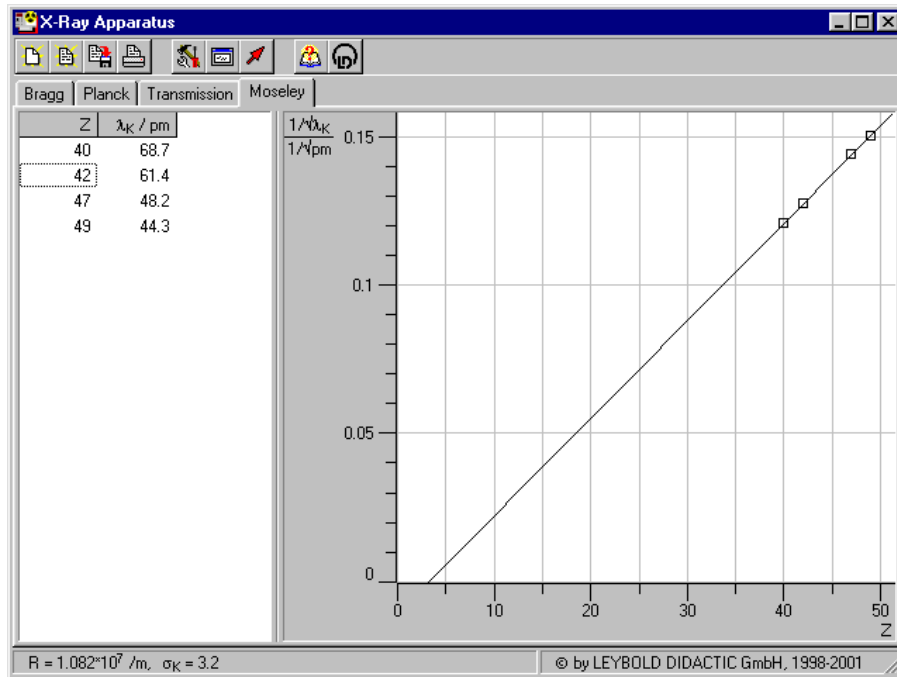 X-Ray Apparatus
Bragg Planck Transmission Moseley
Z λK / pm
40 68.7
42 61.4
47 48.2
49 44.3
1/√λK
1/√pm
0.15
0.1
0.05
0
0 10 20 30 40 50
Z
R = 1.082*10⁷ /m, σK = 3.2
© by LEYBOLD DIDACTIC GmbH, 1998-2001